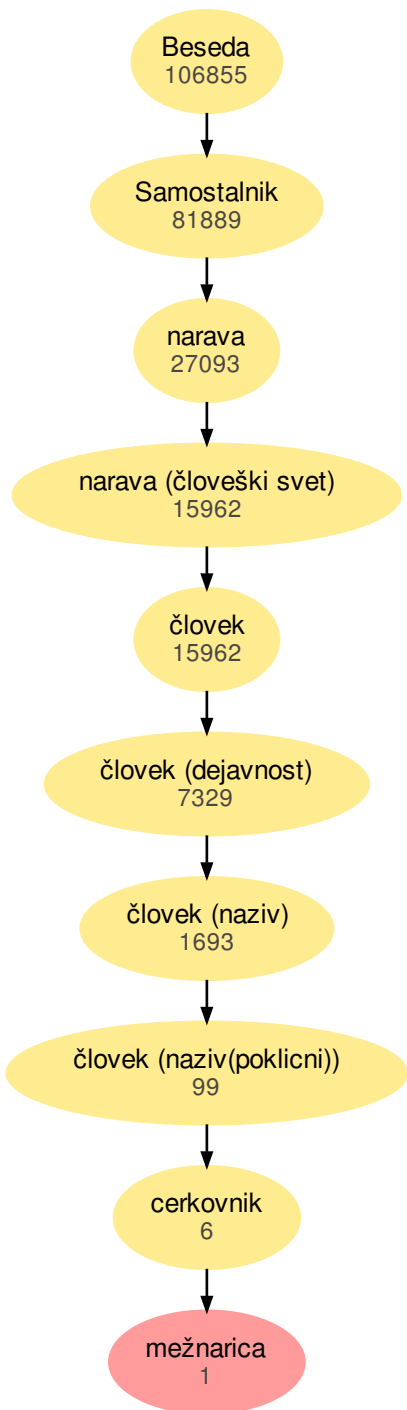 Beseda
106855
Samostalnik
81889
narava
27093
narava (človeški svet)
15962
človek
15962
človek (dejavnost)
7329
človek (naziv)
1693
človek (naziv(poklicni))
99
cerkovnik
6
mežnarica
1